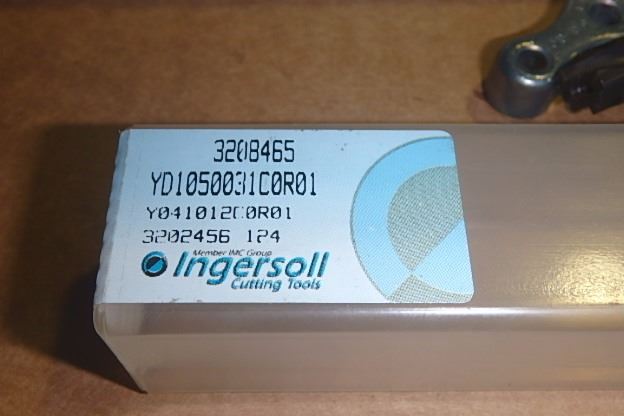 3208465
YD1050031C0R01
Y041012C0R01
3202456 124
Member IMC Group
Ingersoll
Cutting Tools